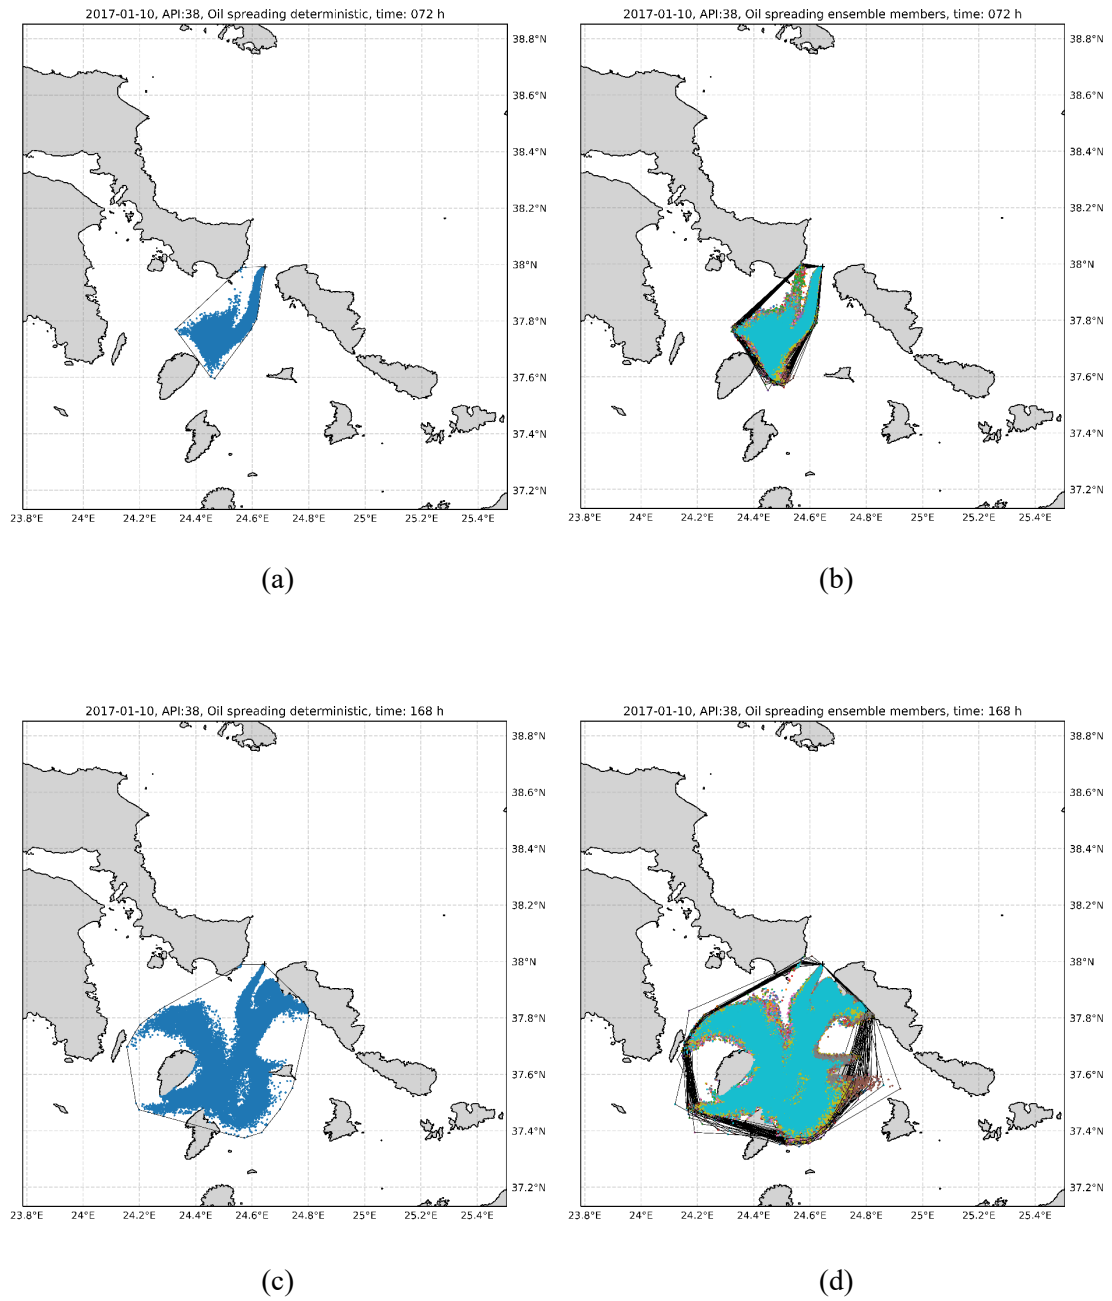 2017-01-10, API:38, Oil spreading deterministic, time: 072 h
38.8°N
38.6°N
38.4°N
38.2°N
38°N
37.8°N
37.6°N
37.4°N
37.2°N
23.8°E 24°E 24.2°E 24.4°E 24.6°E 24.8°E 25°E 25.2°E 25.4°E
(a)
2017-01-10, API:38, Oil spreading ensemble members, time: 072 h
38.8°N
38.6°N
38.4°N
38.2°N
38°N
37.8°N
37.6°N
37.4°N
37.2°N
23.8°E 24°E 24.2°E 24.4°E 24.6°E 24.8°E 25°E 25.2°E 25.4°E
(b)
2017-01-10, API:38, Oil spreading deterministic, time: 168 h
38.8°N
38.6°N
38.4°N
38.2°N
38°N
37.8°N
37.6°N
37.4°N
37.2°N
23.8°E 24°E 24.2°E 24.4°E 24.6°E 24.8°E 25°E 25.2°E 25.4°E
(c)
2017-01-10, API:38, Oil spreading ensemble members, time: 168 h
38.8°N
38.6°N
38.4°N
38.2°N
38°N
37.8°N
37.6°N
37.4°N
37.2°N
23.8°E 24°E 24.2°E 24.4°E 24.6°E 24.8°E 25°E 25.2°E 25.4°E
(d)